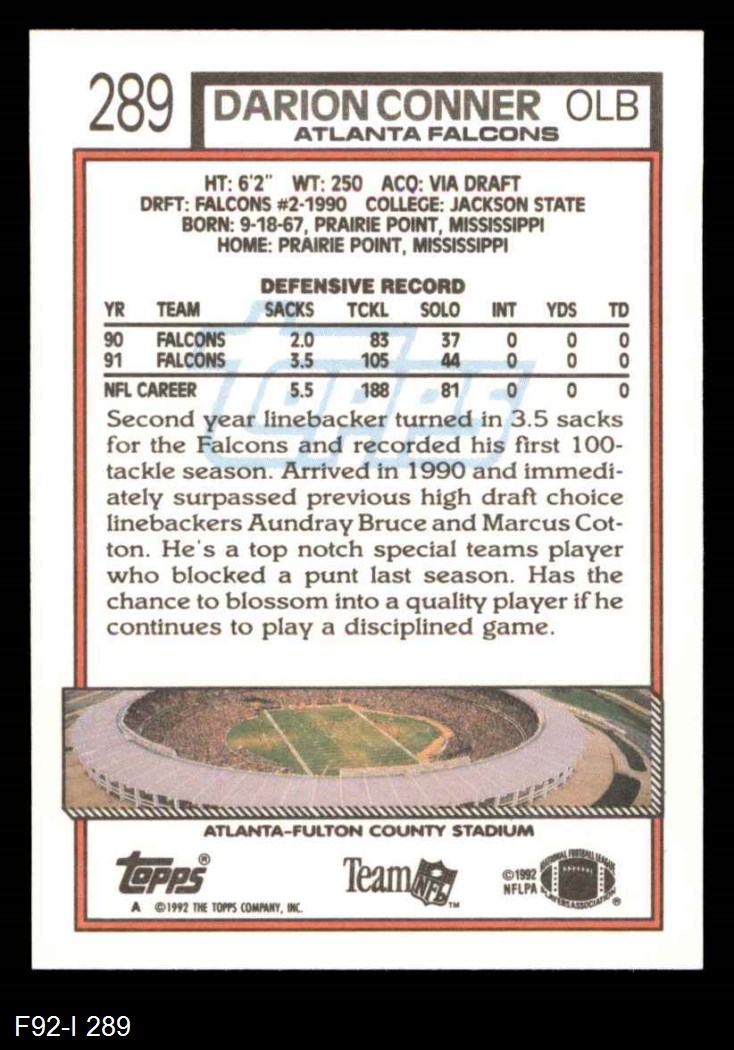 289 DARION CONNER OLB
ATLANTA FALCONS
HT: 6'2" WT: 250 ACQ: VIA DRAFT
DRFT: FALCONS #2-1990 COLLEGE: JACKSON STATE
BORN: 9-18-67, PRAIRIE POINT, MISSISSIPPI
HOME: PRAIRIE POINT, MISSISSIPPI
DEFENSIVE RECORD
YR TEAM SACKS TCKL SOLO INT YDS TD
90 FALCONS 2.0 83 37 0 0 0
91 FALCONS 3.5 105 44 0 0 0
NFL CAREER 5.5 188 81 0 0 0
TOPPS
Second year linebacker turned in 3.5 sacks
for the Falcons and recorded his first 100-
tackle season. Arrived in 1990 and immedi-
ately surpassed previous high draft choice
linebackers Aundray Bruce and Marcus Cot-
ton. He's a top notch special teams player
who blocked a punt last season. Has the
chance to blossom into a quality player if he
continues to play a disciplined game.
ATLANTA-FULTON COUNTY STADIUM
Topps®
Team NFL™
©1992
NFLPA
NATIONAL FOOTBALL LEAGUE
PLAYERS ASSOCIATION ®
A ©1992 THE TOPPS COMPANY, INC.
F92-I 289